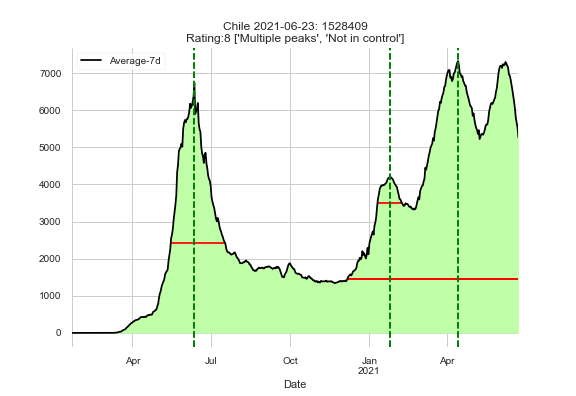 Chile 2021-06-23: 1528409
Rating:8 ['Multiple peaks', 'Not in control']
Average-7d
7000
6000
5000
4000
3000
2000
1000
0
Apr
Jul
Oct
Jan
2021
Apr
Date